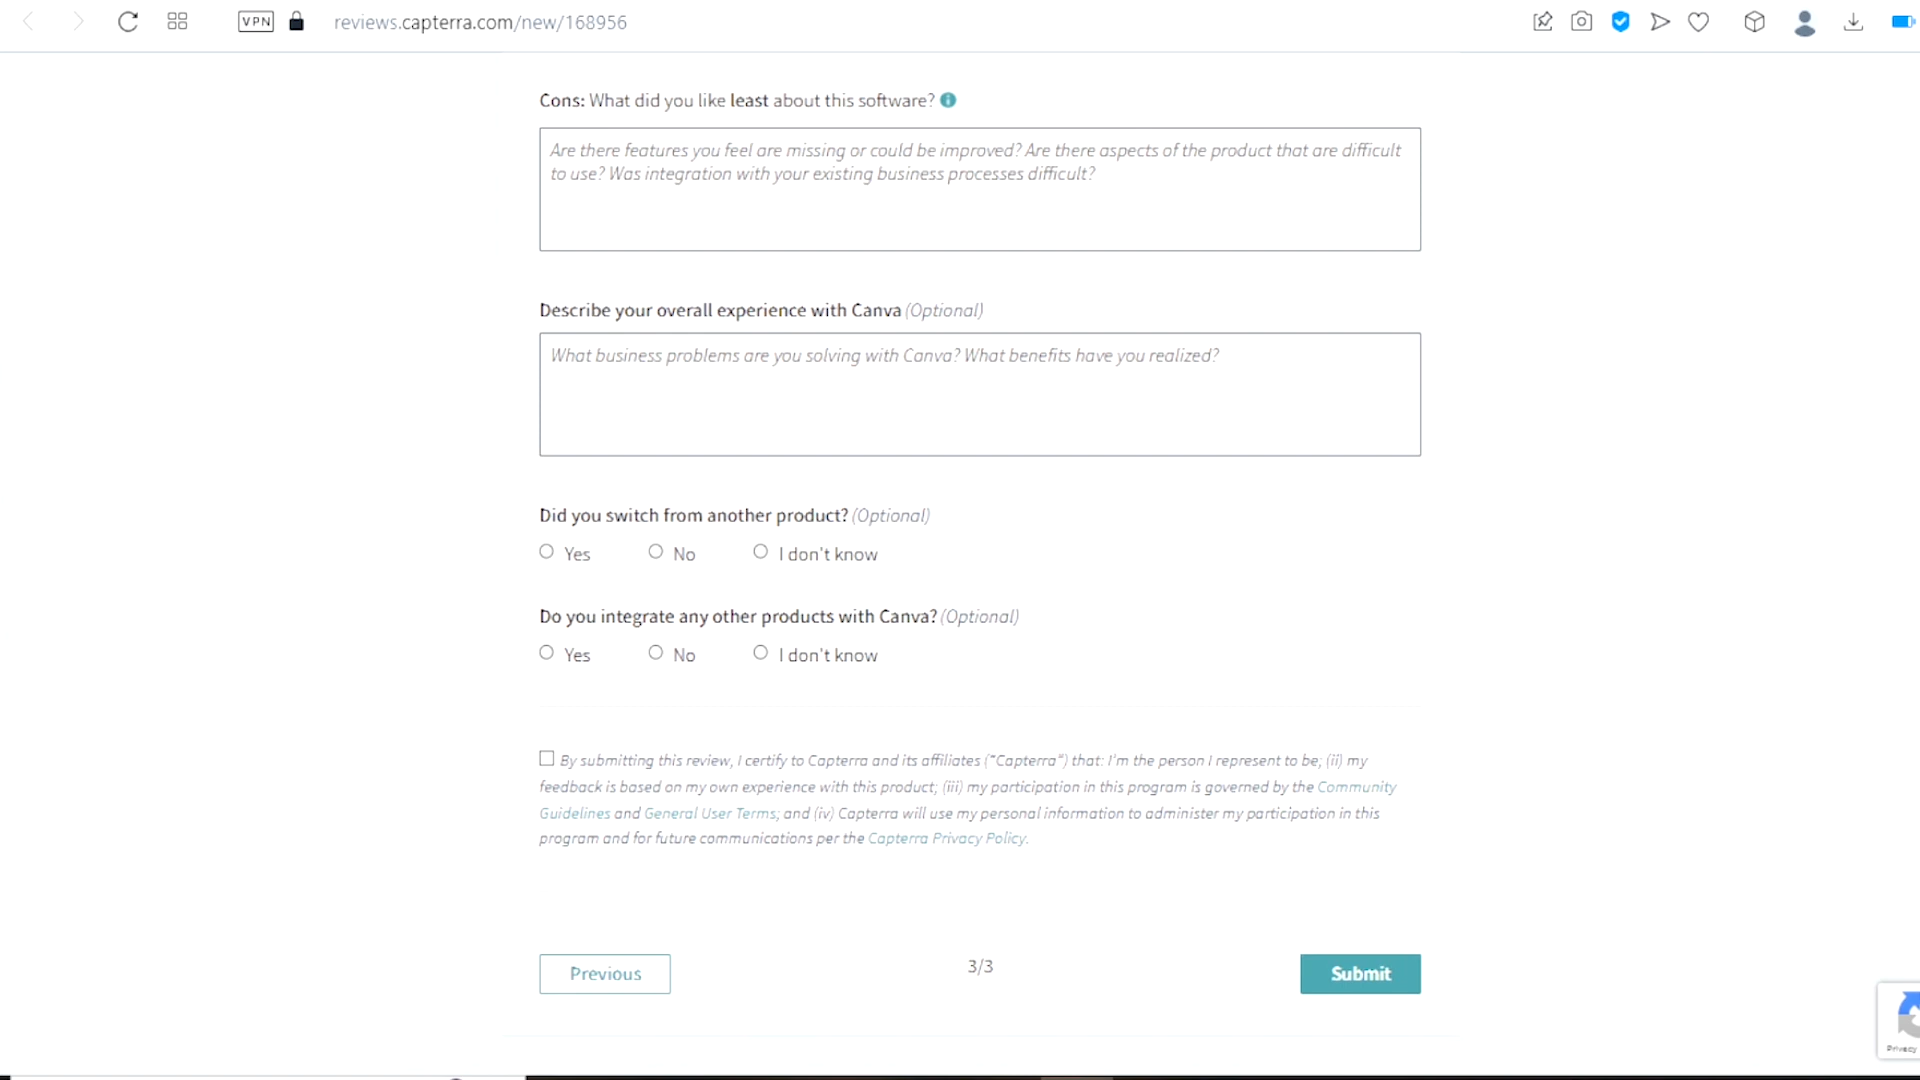 VPN
reviews.capterra.com/new/168956
Cons: What did you like least about this software?
Are there features you feel are missing or could be improved? Are there aspects of the product that are difficult
to use? Was integration with your existing business processes difficult?
Describe your overall experience with Canva (Optional)
What business problems are you solving with Canva? What benefits have you realized?
Did you switch from another product? (Optional)
Yes No I don't know
Do you integrate any other products with Canva? (Optional)
Yes No I don't know
By submitting this review, I certify to Capterra and its affiliates ("Capterra") that: I'm the person I represent to be; (ii) my
feedback is based on my own experience with this product; (iii) my participation in this program is governed by the Community
Guidelines and General User Terms; and (iv) Capterra will use my personal information to administer my participation in this
program and for future communications per the Capterra Privacy Policy.
Previous 3/3 Submit
Privacy